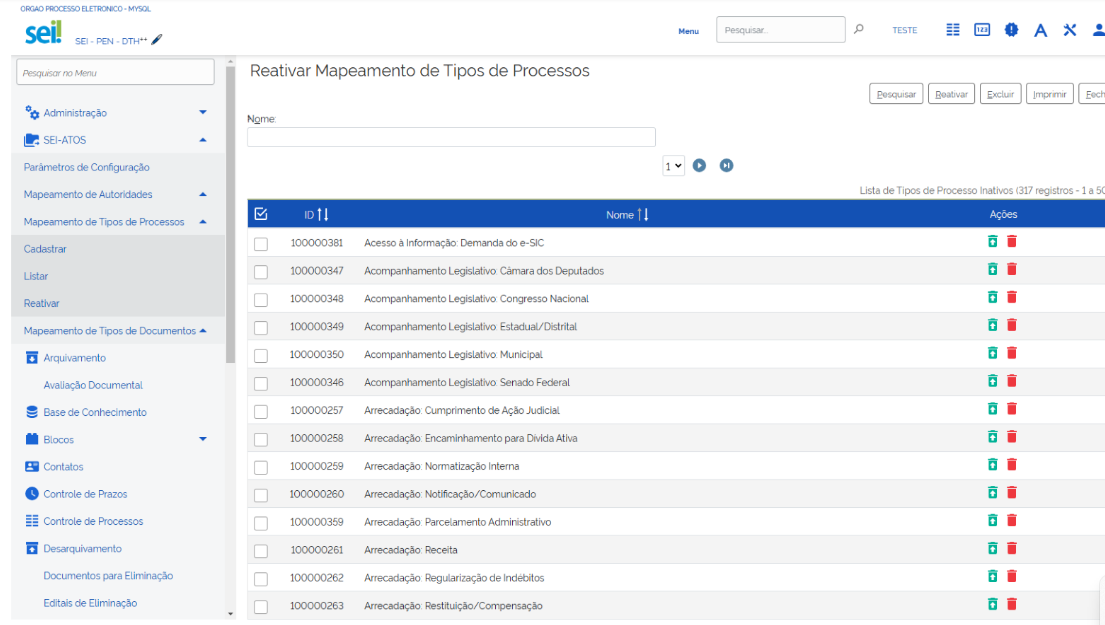 ORGAO PROCESSO ELETRONICO - MYSQL
sei!
SEI - PEN - DTH**
Menu
Pesquisar...
TESTE
123
Pesquisar no Menu
Administração
SEI-ATOS
Parâmetros de Configuração
Mapeamento de Autoridades
Mapeamento de Tipos de Processos
Cadastrar
Listar
Reativar
Mapeamento de Tipos de Documentos
Arquivamento
Avaliação Documental
Base de Conhecimento
Blocos
Contatos
Controle de Prazos
Controle de Processos
Desarquivamento
Documentos para Eliminação
Editais de Eliminação
Reativar Mapeamento de Tipos de Processos
Pesquisar Reativar Excluir Imprimir Fech
Nome:
1
Lista de Tipos de Processo Inativos (317 registros - 1 a 50
ID Nome Ações
100000381 Acesso à Informação: Demanda do e-SIC
100000347 Acompanhamento Legislativo: Câmara dos Deputados
100000348 Acompanhamento Legislativo: Congresso Nacional
100000349 Acompanhamento Legislativo: Estadual/Distrital
100000350 Acompanhamento Legislativo: Municipal
100000346 Acompanhamento Legislativo: Senado Federal
100000257 Arrecadação: Cumprimento de Ação Judicial
100000258 Arrecadação: Encaminhamento para Dívida Ativa
100000259 Arrecadação: Normatização Interna
100000260 Arrecadação: Notificação/Comunicado
100000359 Arrecadação: Parcelamento Administrativo
100000261 Arrecadação: Receita
100000262 Arrecadação: Regularização de Indébitos
100000263 Arrecadação: Restituição/Compensação